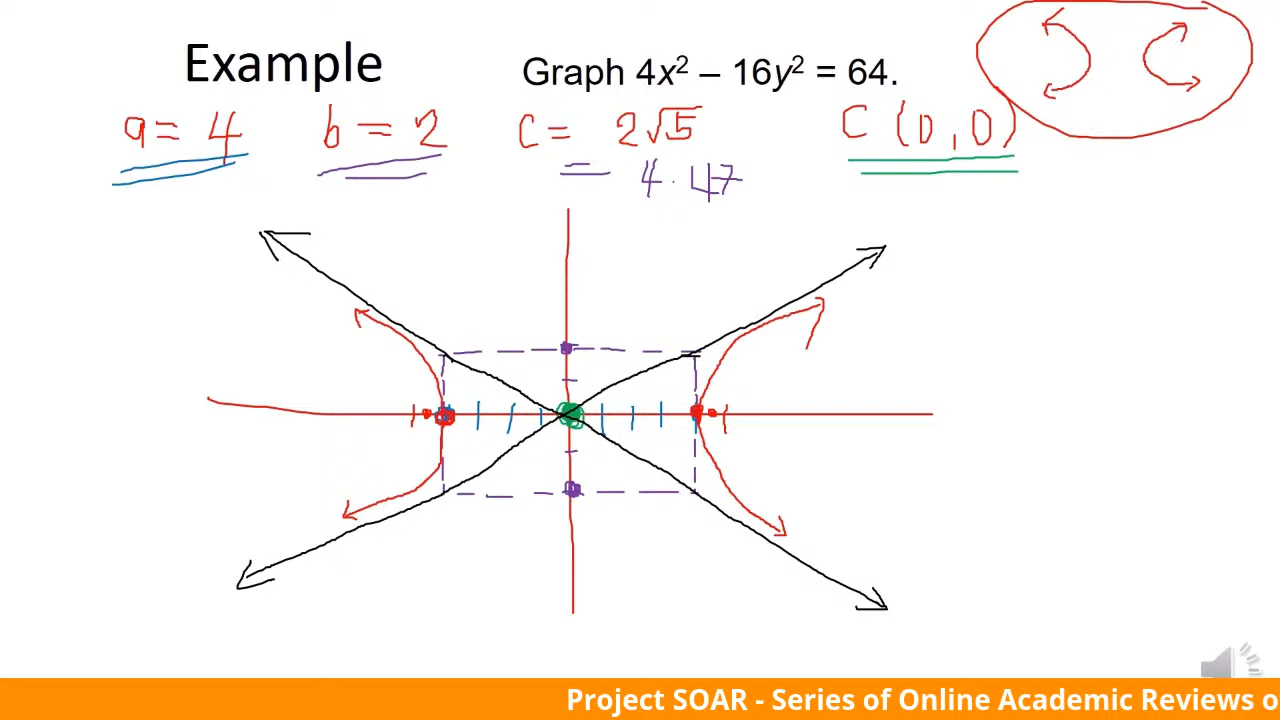 Example
Graph 4x² – 16y² = 64.
a = 4 b = 2 c = 2√5 C (0,0)
= 4.47
Project SOAR - Series of Online Academic Reviews o